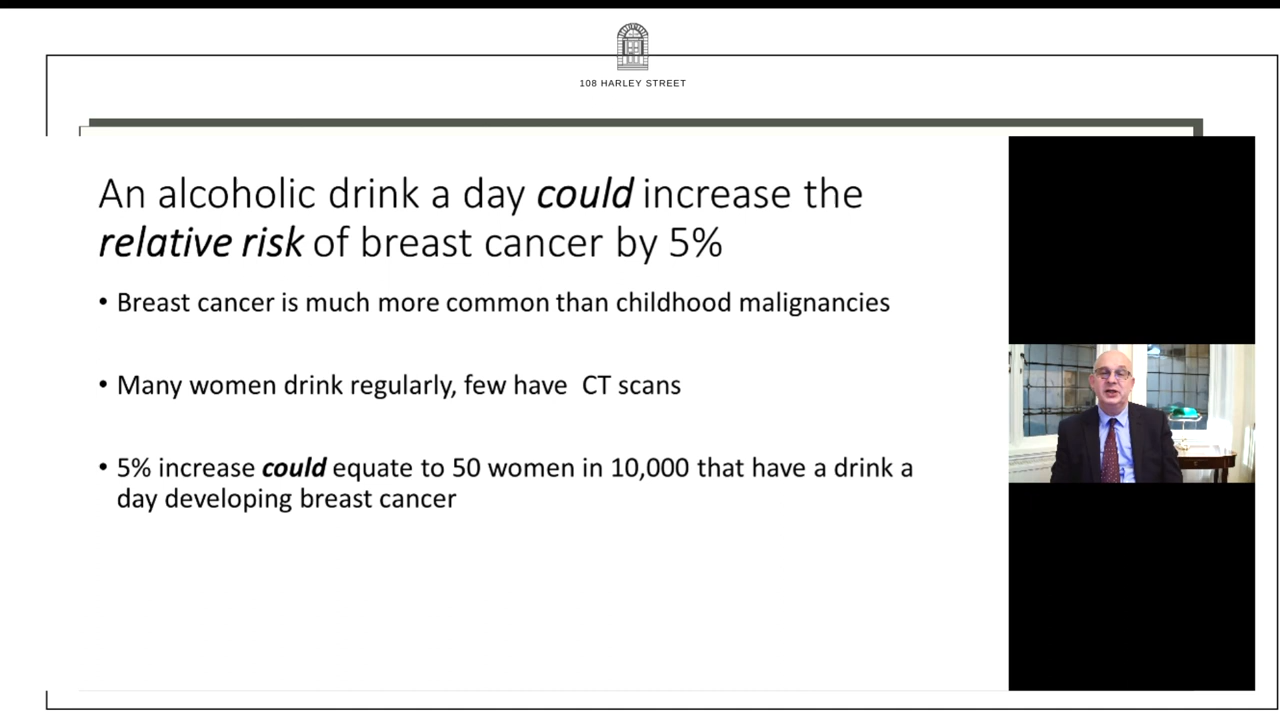 108 HARLEY STREET
An alcoholic drink a day could increase the
relative risk of breast cancer by 5%
• Breast cancer is much more common than childhood malignancies
• Many women drink regularly, few have  CT scans
• 5% increase could equate to 50 women in 10,000 that have a drink a
day developing breast cancer